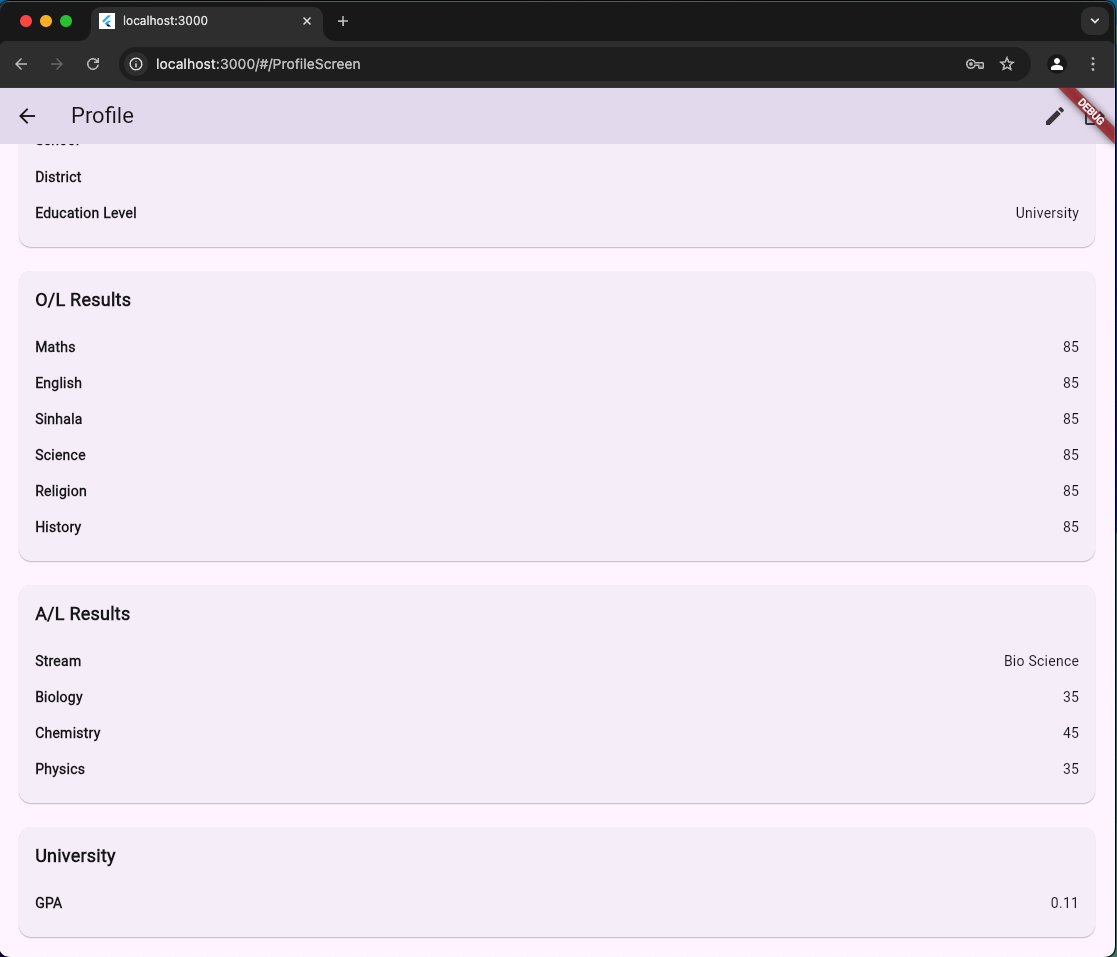 localhost:3000
localhost:3000/#/ProfileScreen
Profile
DEBUG
School
District
Education Level University
O/L Results
Maths 85
English 85
Sinhala 85
Science 85
Religion 85
History 85
A/L Results
Stream Bio Science
Biology 35
Chemistry 45
Physics 35
University
GPA 0.11